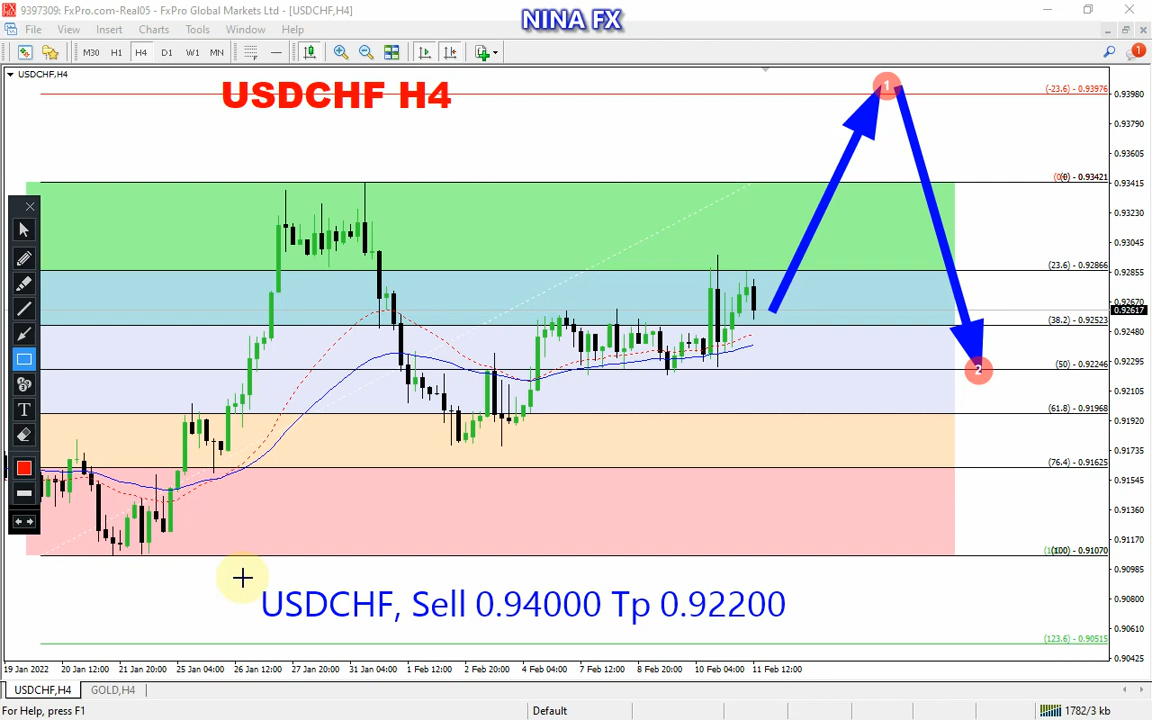 9397309: FxPro.com-Real05 - FxPro Global Markets Ltd - [USDCHF,H4]
NINA FX
File View Insert Charts Tools Window Help
M30 H1 H4 D1 W1 MN
1
USDCHF,H4
USDCHF H4
1
(-23.6) - 0.93976
0.93980
0.93790
0.93605
- 0.93421
0.93415
0.93230
0.93045
(23.6) - 0.92866
0.92855
0.92670
0.92617
(38.2) - 0.92523
0.92480
(50) - 0.92246
0.92295
2
0.92105
(61.8) - 0.91968
0.91920
0.91735
(76.4) - 0.91625
0.91545
0.91360
0.91170
(100) - 0.91070
0.90985
USDCHF, Sell 0.94000 Tp 0.92200
0.90800
0.90610
(123.6) - 0.90515
0.90425
T
19 Jan 2022 20 Jan 12:00 21 Jan 20:00 25 Jan 04:00 26 Jan 12:00 27 Jan 20:00 31 Jan 04:00 1 Feb 12:00 2 Feb 20:00 4 Feb 04:00 7 Feb 12:00 8 Feb 20:00 10 Feb 04:00 11 Feb 12:00
USDCHF,H4 GOLD,H4
For Help, press F1 Default 1782/3 kb